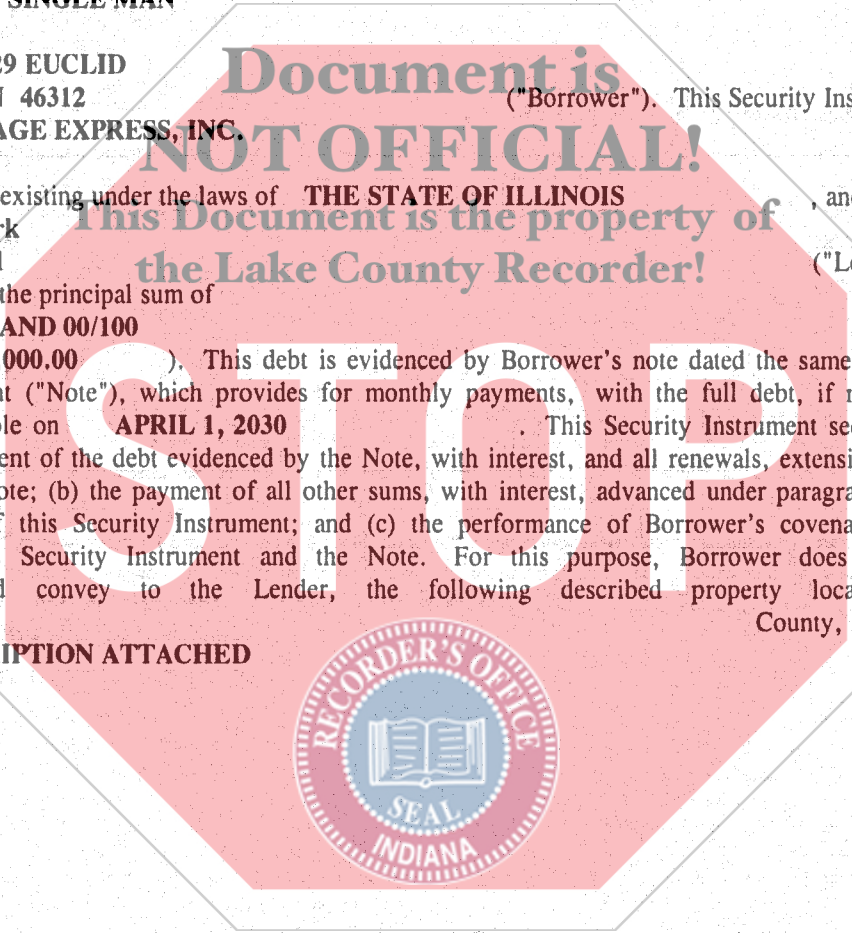 SINGLE MAN
29 EUCLID
Document is
46312 ("Borrower"). This Security Ins
AGE EXPRESS, INC.
NOT OFFICIAL!
existing under the laws of THE STATE OF ILLINOIS , an
This Document is the property of
rk
the Lake County Recorder! ("Le
the principal sum of
AND 00/100
000.00 ). This debt is evidenced by Borrower's note dated the same
t ("Note"), which provides for monthly payments, with the full debt, if
le on APRIL 1, 2030 . This Security Instrument sec
ent of the debt evidenced by the Note, with interest, and all renewals, extensi
ote; (b) the payment of all other sums, with interest, advanced under paragra
f this Security Instrument; and (c) the performance of Borrower's covena
Security Instrument and the Note. For this purpose, Borrower does
d convey to the Lender, the following described property loca
County,
IPTION ATTACHED
STOP
RECORDER'S OFFICE
SEAL
INDIANA